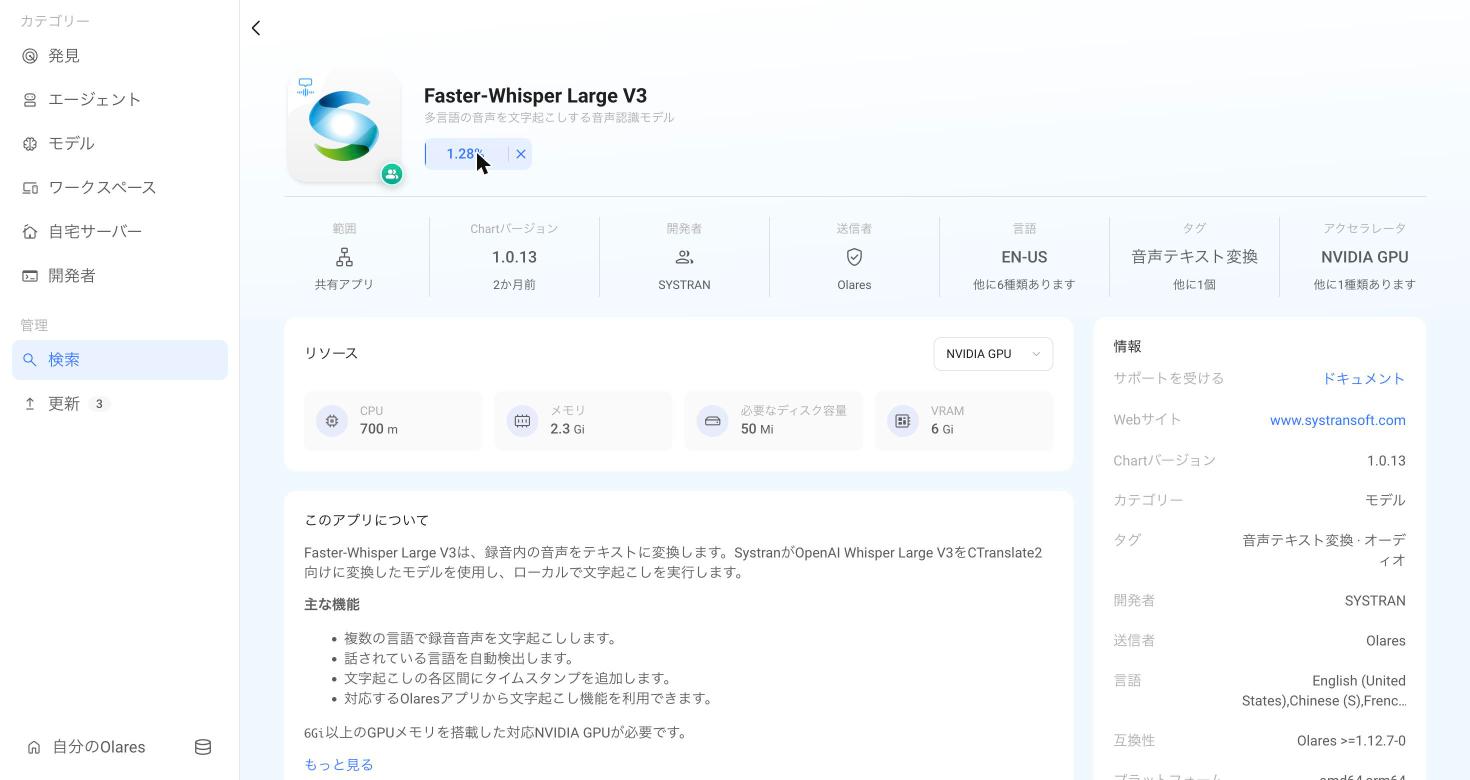 カテゴリー
発見
エージェント
モデル
ワークスペース
自宅サーバー
開発者
管理
検索
更新 3
自分のOlares
Faster-Whisper Large V3
多言語の音声を文字起こしする音声認識モデル
1.28%
範囲
共有アプリ
Chartバージョン
1.0.13
2か月前
開発者
SYSTRAN
送信者
Olares
言語
EN-US
他に6種類あります
タグ
音声テキスト変換
他に1個
アクセラレータ
NVIDIA GPU
他に1種類あります
リソース
NVIDIA GPU
CPU
700 m
メモリ
2.3 Gi
必要なディスク容量
50 Mi
VRAM
6 Gi
このアプリについて
Faster-Whisper Large V3は、録音内の音声をテキストに変換します。SystranがOpenAI Whisper Large V3をCTranslate2
向けに変換したモデルを使用し、ローカルで文字起こしを実行します。
主な機能
• 複数の言語で録音音声を文字起こしします。
• 話されている言語を自動検出します。
• 文字起こしの各区間にタイムスタンプを追加します。
• 対応するOlaresアプリから文字起こし機能を利用できます。
6Gi以上のGPUメモリを搭載した対応NVIDIA GPUが必要です。
もっと見る
情報
サポートを受ける ドキュメント
Webサイト www.systransoft.com
Chartバージョン 1.0.13
カテゴリー モデル
タグ 音声テキスト変換 · オーデ
ィオ
開発者 SYSTRAN
送信者 Olares
言語 English (United
States),Chinese (S),Frenc...
互換性 Olares >=1.12.7-0
プラットフォーム amd64,arm64